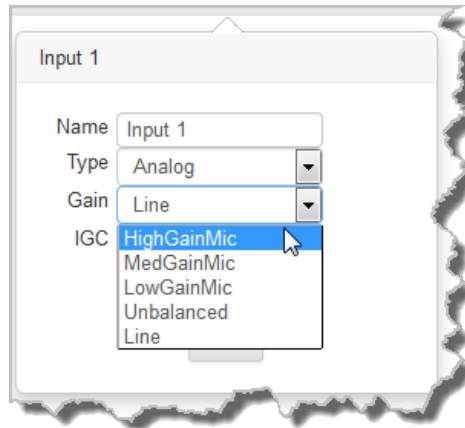 Input 1
Name Input 1
Type Analog
Gain Line
IGC HighGainMic
MedGainMic
LowGainMic
Unbalanced
Line